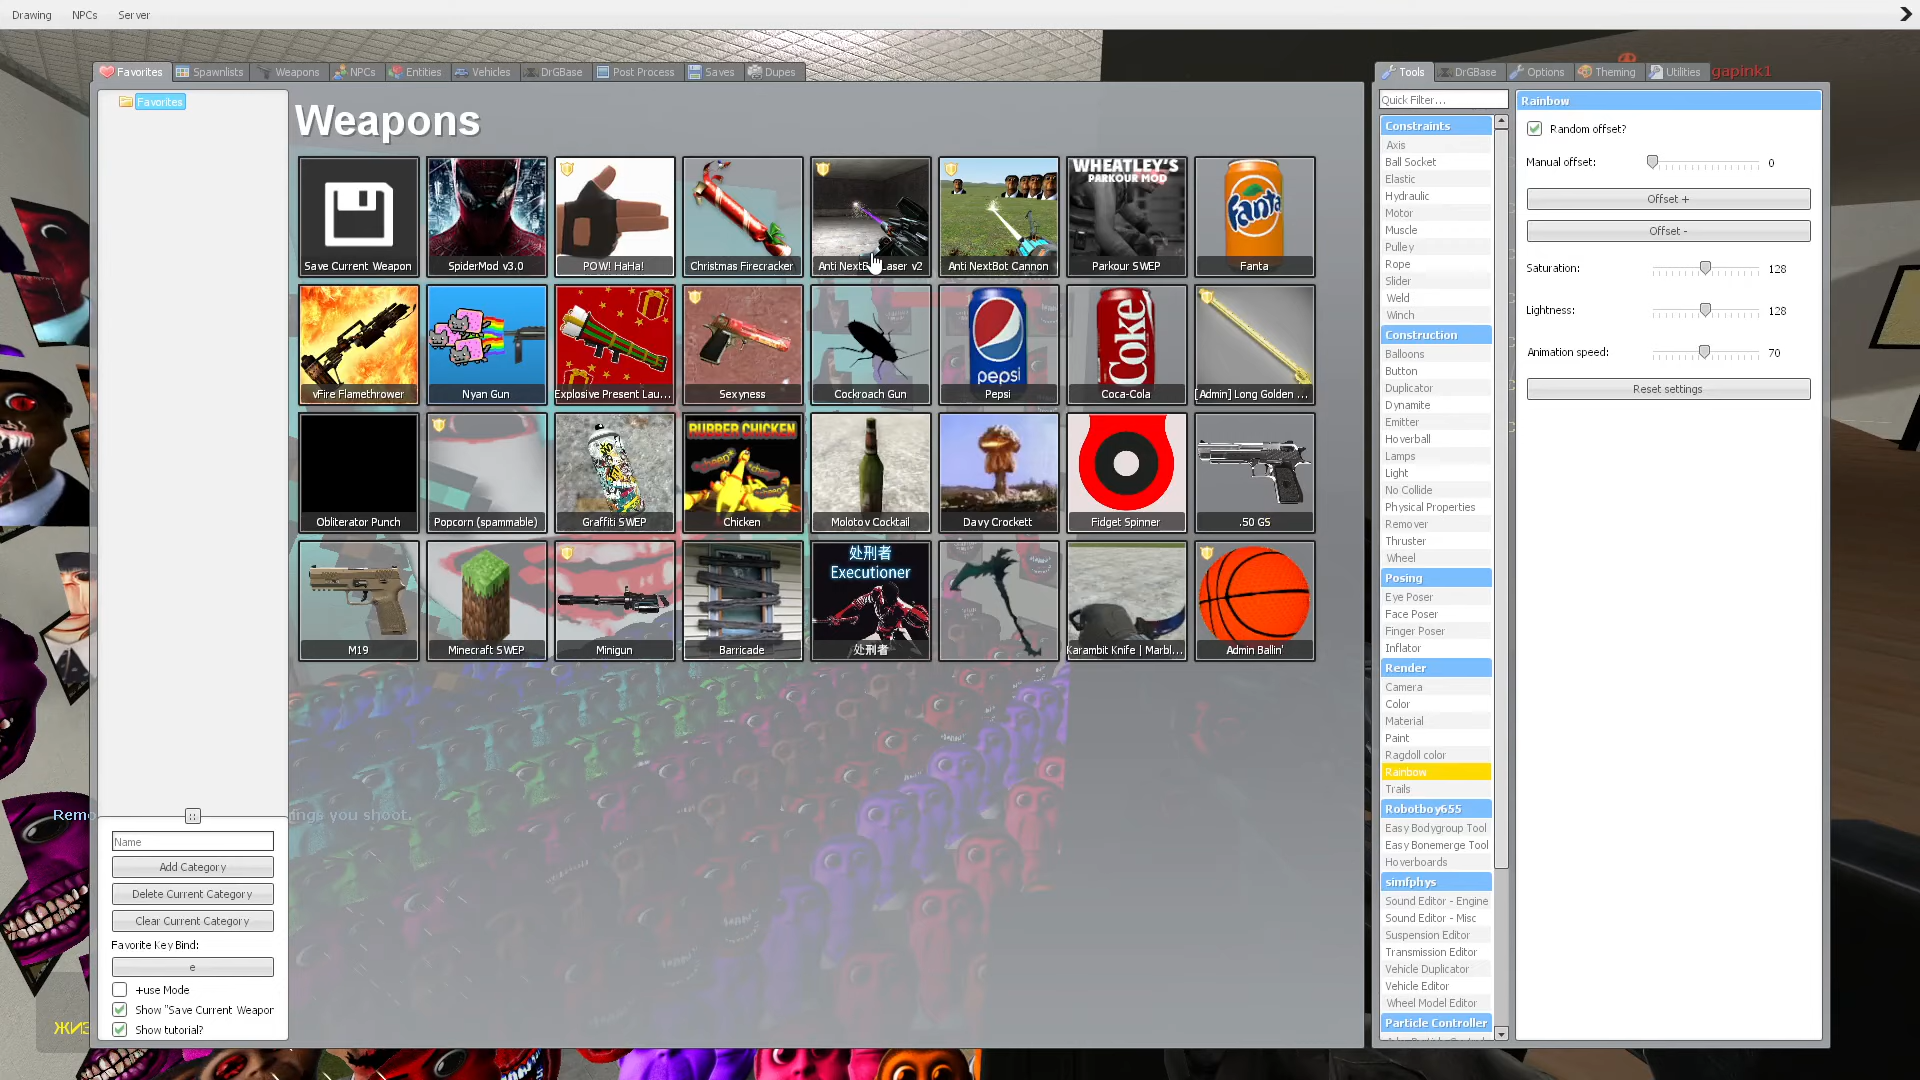 Drawing NPCs Server
Favorites Spawnlists Weapons NPCs Entities Vehicles DrGBase Post Process Saves Dupes
Tools DrGBase Options Theming Utilities gapink1
Favorites
Weapons
Save Current Weapon
SpiderMod v3.0
POW! HaHa!
Christmas Firecracker
Anti NextB Laser v2
Anti NextBot Cannon
WHEATLEY'S
PARKOUR MOD
Parkour SWEP
Fanta
Fanta
vFire Flamethrower
Nyan Gun
Explosive Present Lau...
Sexyness
Cockroach Gun
pepsi
Pepsi
Coke
Coca-Cola
[Admin] Long Golden ...
Obliterator Punch
Popcorn (spammable)
Graffiti SWEP
RUBBER CHICKEN
Chicken
Molotov Cocktail
Davy Crockett
Fidget Spinner
.50 GS
M19
Minecraft SWEP
Minigun
Barricade
处刑者
Executioner
处刑者
Karambit Knife | Marbl...
Admin Ballin'
Remo
ings you shoot.
Name
Add Category
Delete Current Category
Clear Current Category
Favorite Key Bind:
e
+use Mode
Show "Save Current Weapor
Show tutorial?
ЖИЗ
Quick Filter...
Constraints
Axis
Ball Socket
Elastic
Hydraulic
Motor
Muscle
Pulley
Rope
Slider
Weld
Winch
Construction
Balloons
Button
Duplicator
Dynamite
Emitter
Hoverball
Lamps
Light
No Collide
Physical Properties
Remover
Thruster
Wheel
Posing
Eye Poser
Face Poser
Finger Poser
Inflator
Render
Camera
Color
Material
Paint
Ragdoll color
Rainbow
Trails
Robotboy655
Easy Bodygroup Tool
Easy Bonemerge Tool
Hoverboards
simfphys
Sound Editor - Engine
Sound Editor - Misc
Suspension Editor
Transmission Editor
Vehicle Duplicator
Vehicle Editor
Wheel Model Editor
Particle Controller
Rainbow
Random offset?
Manual offset: 0
Offset +
Offset -
Saturation: 128
Lightness: 128
Animation speed: 70
Reset settings